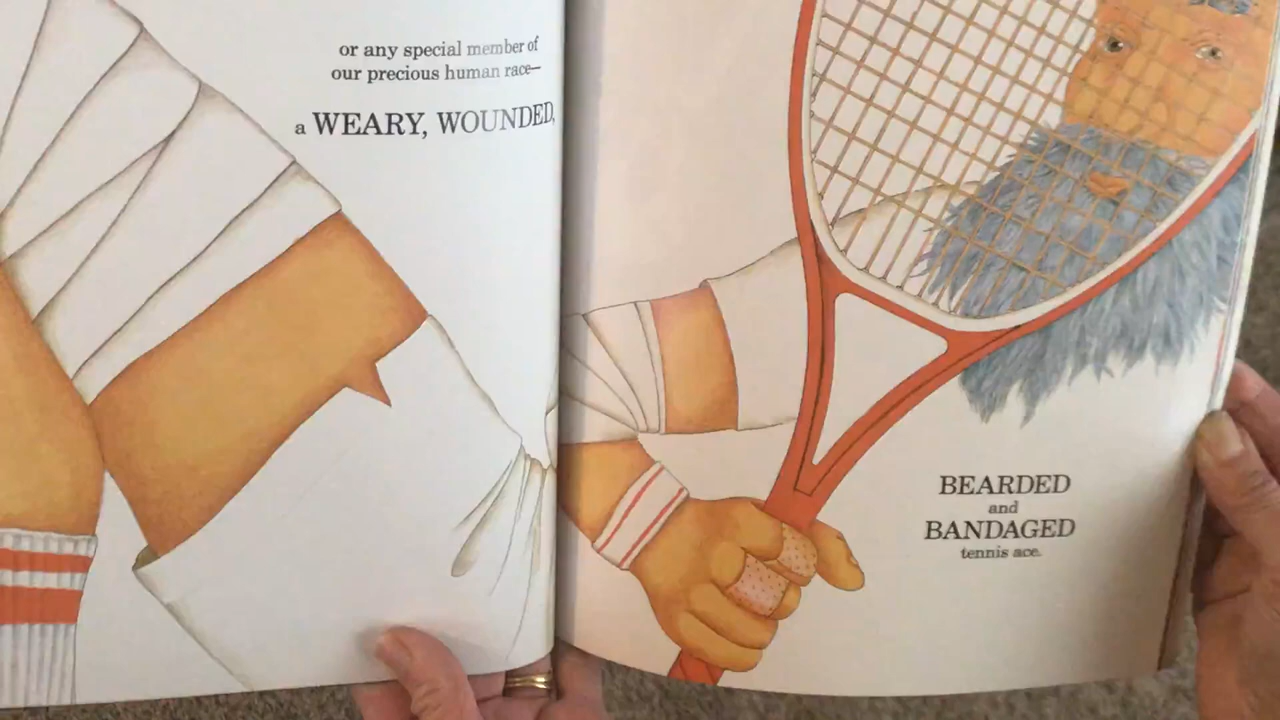 or any special member of
our precious human race—
a WEARY, WOUNDED,
BEARDED
and
BANDAGED
tennis ace.